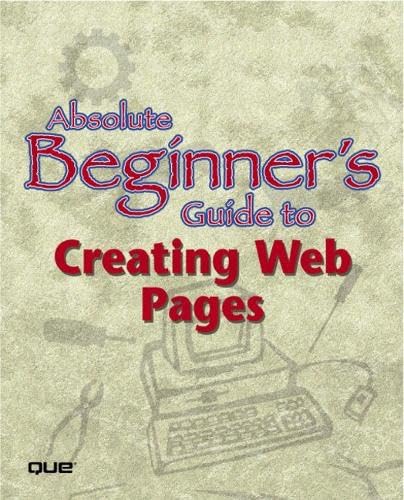 Absolute
Beginner's
Guide to
Creating Web
Pages
QUE®